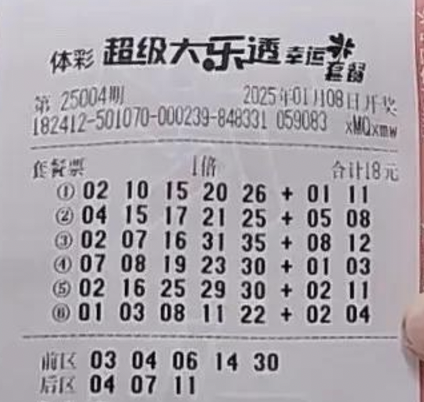 体彩 超级大乐透 幸运套餐
第 25004期 2025年01月08日开奖
182412-501070-000239-848331 059083 xMQxmw
套餐票 1倍 合计18元
① 02 10 15 20 26 + 01 11
② 04 15 17 21 25 + 05 08
③ 02 07 16 31 35 + 08 12
④ 07 08 19 23 30 + 01 03
⑤ 02 16 25 29 30 + 02 11
⑥ 01 03 08 11 22 + 02 04
前区 03 04 06 14 30
后区 04 07 11